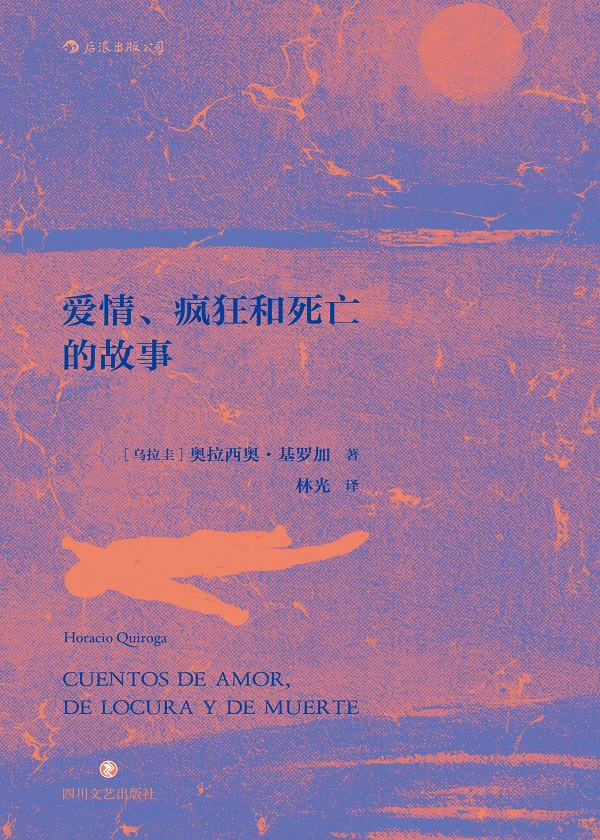 后浪出版公司
爱情、疯狂和死亡
的故事
［乌拉圭］奥拉西奥·基罗加 著
林光 译
Horacio Quiroga
CUENTOS DE AMOR,
DE LOCURA Y DE MUERTE
四川文艺出版社